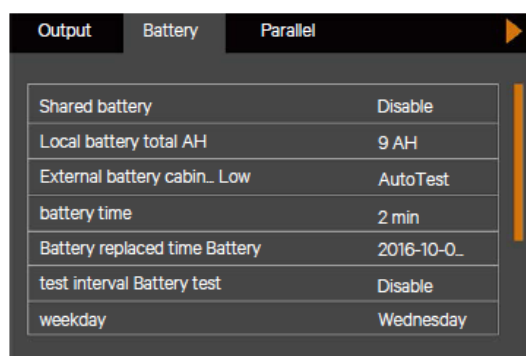 Output Battery Parallel
Shared battery Disable
Local battery total AH 9 AH
External battery cabin... Low AutoTest
battery time 2 min
Battery replaced time Battery 2016-10-0...
test interval Battery test Disable
weekday Wednesday